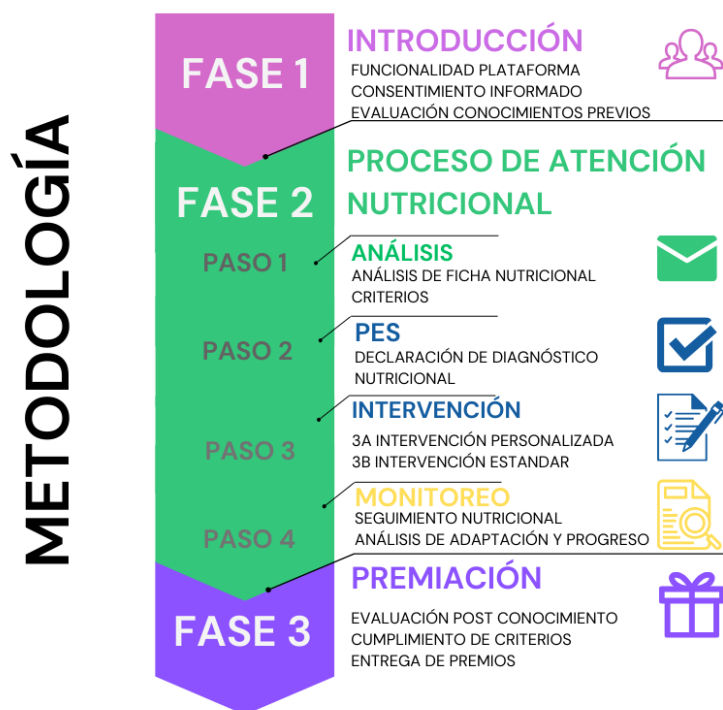 METODOLOGÍA
FASE 1
INTRODUCCIÓN
FUNCIONALIDAD PLATAFORMA
CONSENTIMIENTO INFORMADO
EVALUACIÓN CONOCIMIENTOS PREVIOS
FASE 2
PROCESO DE ATENCIÓN
NUTRICIONAL
PASO 1
ANÁLISIS
ANÁLISIS DE FICHA NUTRICIONAL
CRITERIOS
PASO 2
PES
DECLARACIÓN DE DIAGNÓSTICO
NUTRICIONAL
PASO 3
INTERVENCIÓN
3A INTERVENCIÓN PERSONALIZADA
3B INTERVENCIÓN ESTANDAR
PASO 4
MONITOREO
SEGUIMIENTO NUTRICIONAL
ANÁLISIS DE ADAPTACIÓN Y PROGRESO
FASE 3
PREMIACIÓN
EVALUACIÓN POST CONOCIMIENTO
CUMPLIMIENTO DE CRITERIOS
ENTREGA DE PREMIOS